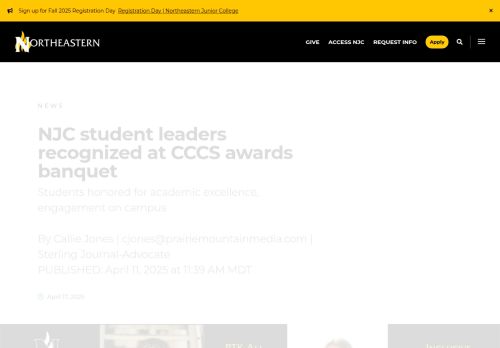 Sign up for Fall 2025 Registration Day Registration Day | Northeastern Junior College ×
NORTHEASTERN GIVE ACCESS NJC REQUEST INFO Apply
NEWS
NJC student leaders
recognized at CCCS awards
banquet
Students honored for academic excellence,
engagement on campus
By Callie Jones | cjones@prairiemountainmedia.com |
Sterling Journal-Advocate
PUBLISHED: April 11, 2025 at 11:39 AM MDT
April 17, 2025